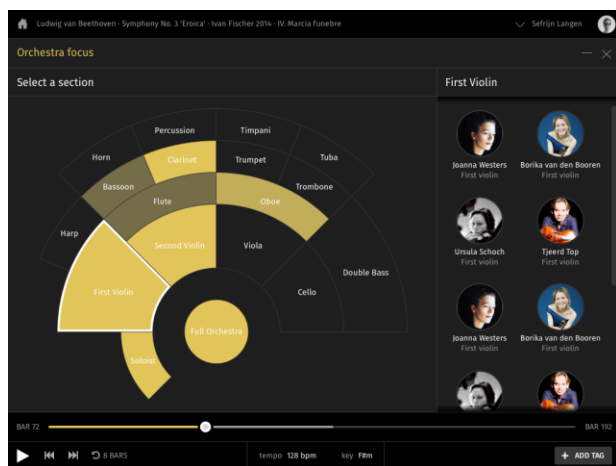 Ludwig van Beethoven · Symphony No. 3 'Eroica' · Ivan Fischer 2014 · IV. Marcia funebre
Sefrijn Langen
Orchestra focus
Select a section
First Violin
Percussion
Timpani
Horn
Clarinet
Trumpet
Tuba
Bassoon
Trombone
Flute
Oboe
Harp
Second Violin
Viola
Double Bass
First Violin
Cello
Full Orchestra
Soloist
Joanna Westers
First violin
Borika van den Booren
First violin
Ursula Schoch
First violin
Tjeerd Top
First violin
Joanna Westers
First violin
Borika van den Booren
First violin
BAR 72
BAR 192
8 BARS
tempo 128 bpm
key F#m
+ ADD TAG